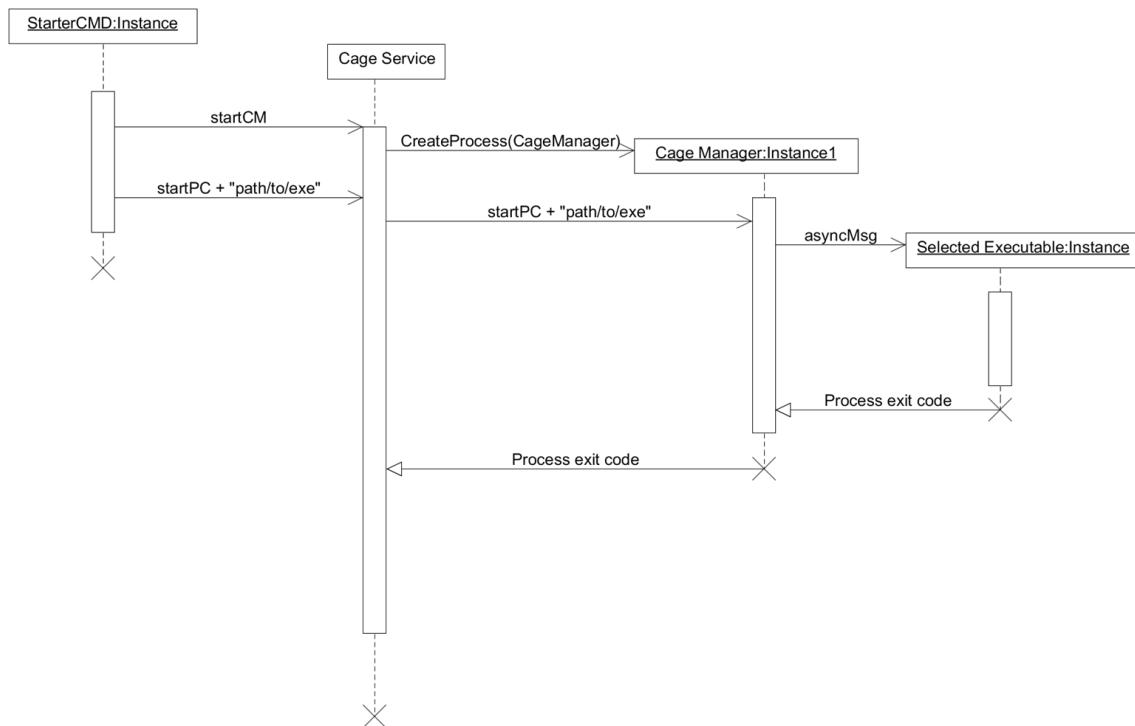 StarterCMD:Instance
Cage Service
startCM
CreateProcess(CageManager)
Cage Manager:Instance1
startPC + "path/to/exe"
startPC + "path/to/exe"
asyncMsg
Selected Executable:Instance
Process exit code
Process exit code